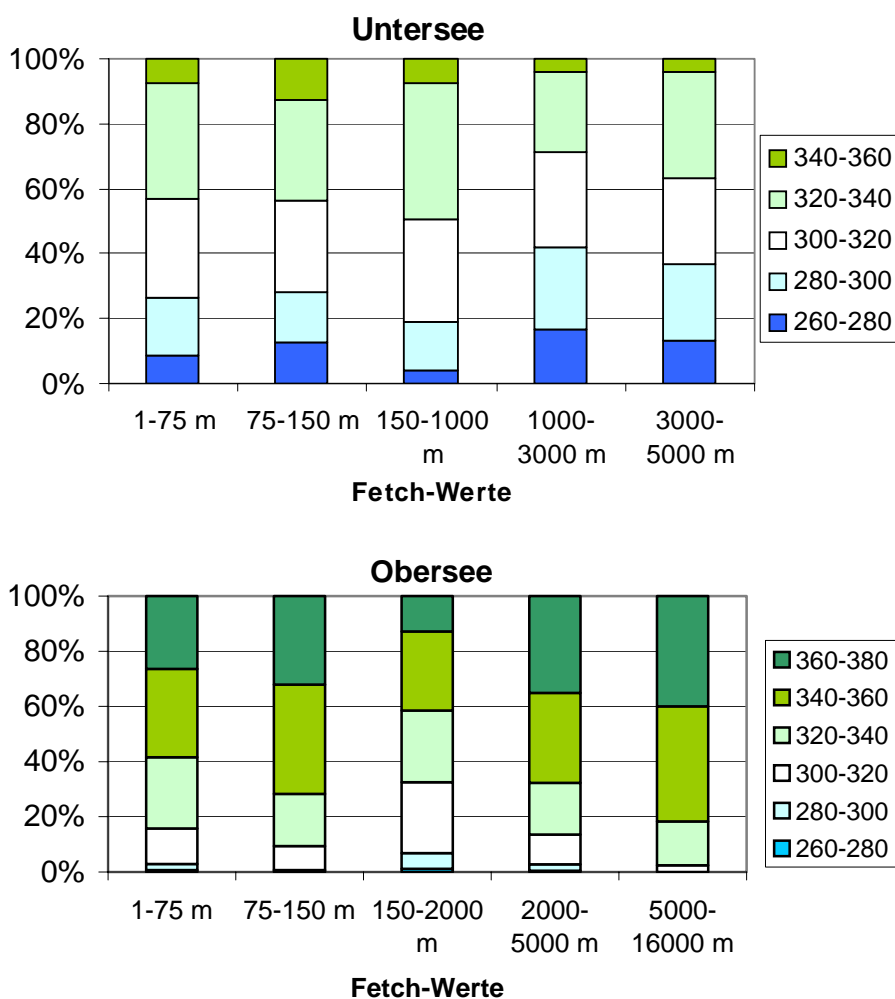 Untersee
100%
80%
60%
40%
20%
0%
340-360
320-340
300-320
280-300
260-280
1-75 m
75-150 m
150-1000
m
1000-
3000 m
3000-
5000 m
Fetch-Werte
Obersee
100%
80%
60%
40%
20%
0%
360-380
340-360
320-340
300-320
280-300
260-280
1-75 m
75-150 m
150-2000
m
2000-
5000 m
5000-
16000 m
Fetch-Werte